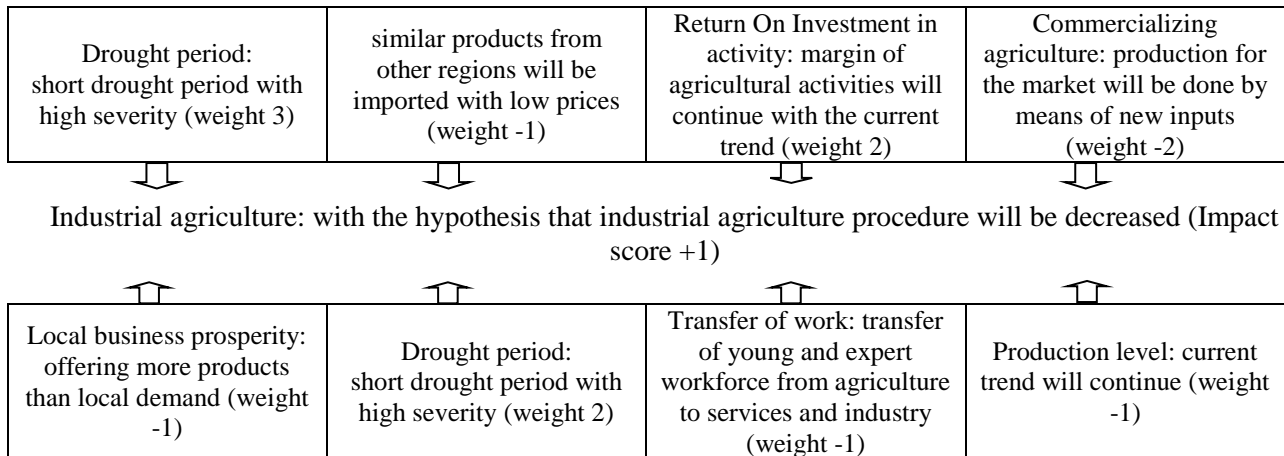 Drought period:
short drought period with
high severity (weight 3)
similar products from
other regions will be
imported with low prices
(weight -1)
Return On Investment in
activity: margin of
agricultural activities will
continue with the current
trend (weight 2)
Commercializing
agriculture: production for
the market will be done by
means of new inputs
(weight -2)
Industrial agriculture: with the hypothesis that industrial agriculture procedure will be decreased (Impact
score +1)
Local business prosperity:
offering more products
than local demand (weight
-1)
Drought period:
short drought period with
high severity (weight 2)
Transfer of work: transfer
of young and expert
workforce from agriculture
to services and industry
(weight -1)
Production level: current
trend will continue (weight
-1)